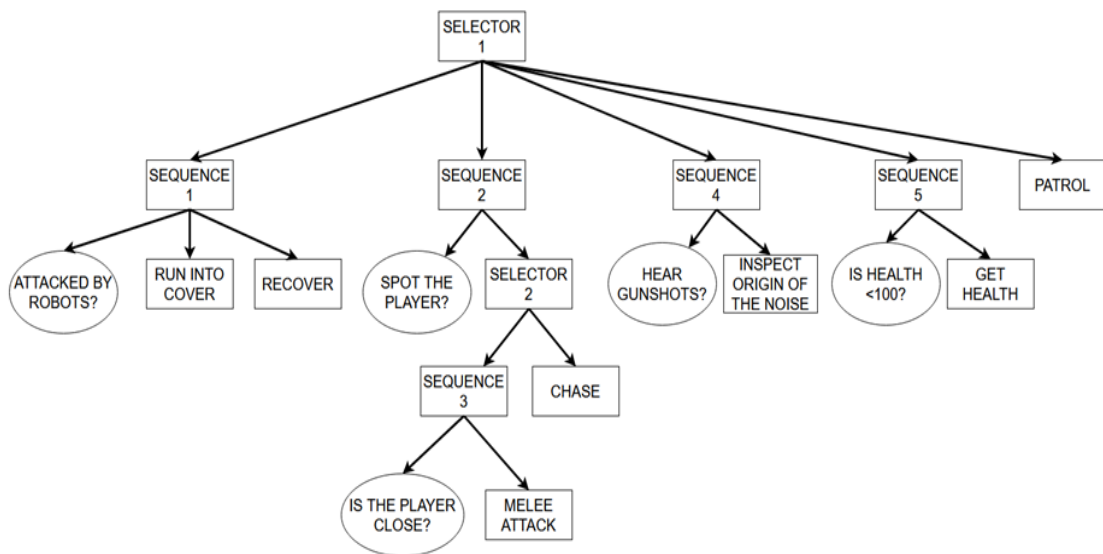 SELECTOR
1
SEQUENCE
1
SEQUENCE
2
SEQUENCE
4
SEQUENCE
5
PATROL
ATTACKED BY
ROBOTS?
RUN INTO
COVER
RECOVER
SPOT THE
PLAYER?
SELECTOR
2
HEAR
GUNSHOTS?
INSPECT
ORIGIN OF
THE NOISE
IS HEALTH
<100?
GET
HEALTH
SEQUENCE
3
CHASE
IS THE PLAYER
CLOSE?
MELEE
ATTACK